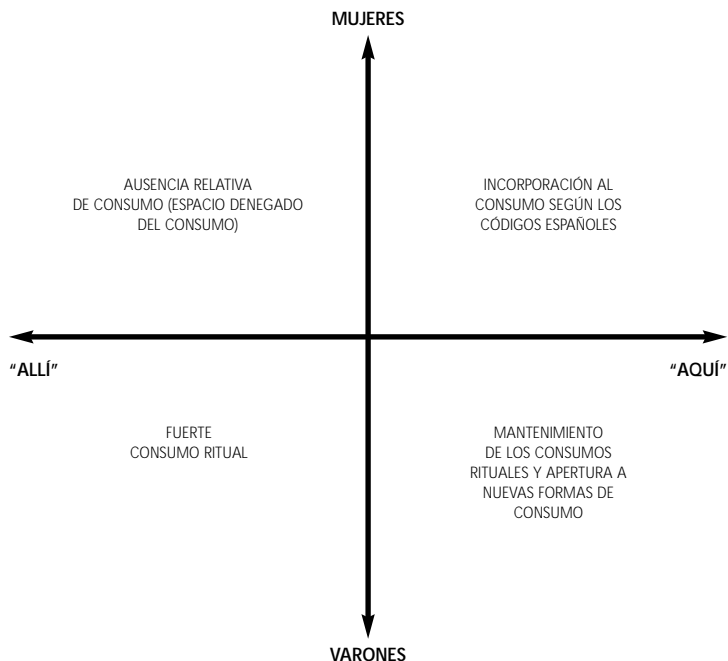 MUJERES
AUSENCIA RELATIVA
DE CONSUMO (ESPACIO DENEGADO
DEL CONSUMO)
INCORPORACIÓN AL
CONSUMO SEGÚN LOS
CÓDIGOS ESPAÑOLES
"ALLÍ"
"AQUÍ"
FUERTE
CONSUMO RITUAL
MANTENIMIENTO
DE LOS CONSUMOS
RITUALES Y APERTURA A
NUEVAS FORMAS DE
CONSUMO
VARONES